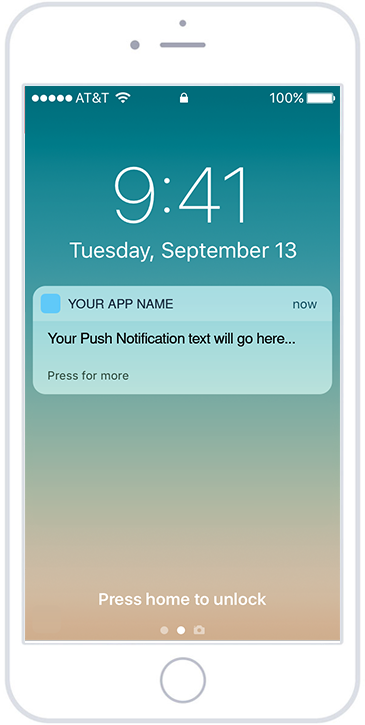 AT&T 100%
9:41
Tuesday, September 13
YOUR APP NAME now
Your Push Notification text will go here...
Press for more
Press home to unlock